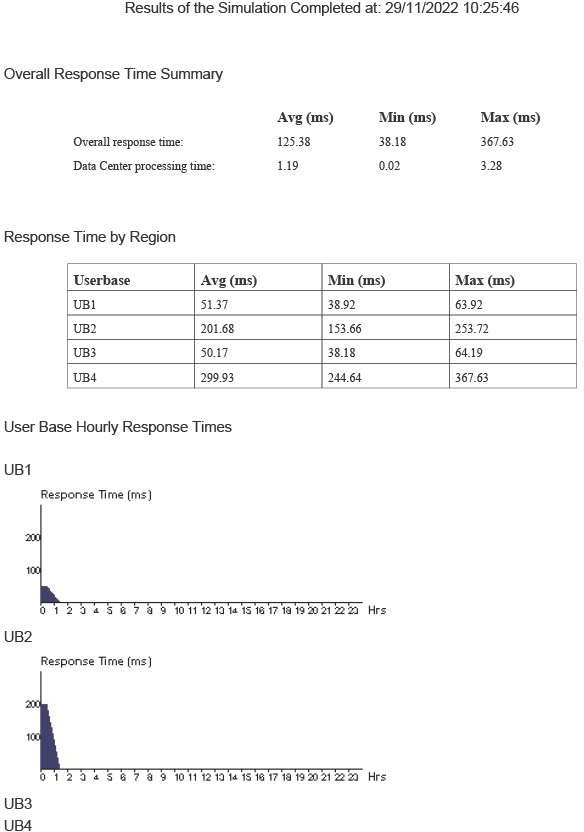 Results of the Simulation Completed at: 29/11/2022 10:25:46
Overall Response Time Summary
Avg (ms) Min (ms) Max (ms)
Overall response time: 125.38 38.18 367.63
Data Center processing time: 1.19 0.02 3.28
Response Time by Region
Userbase Avg (ms) Min (ms) Max (ms)
UB1 51.37 38.92 63.92
UB2 201.68 153.66 253.72
UB3 50.17 38.18 64.19
UB4 299.93 244.64 367.63
User Base Hourly Response Times
UB1
Response Time (ms)
200
100
0 1 2 3 4 5 6 7 8 9 10 11 12 13 14 15 16 17 18 19 20 21 22 23 Hrs
UB2
Response Time (ms)
200
100
0 1 2 3 4 5 6 7 8 9 10 11 12 13 14 15 16 17 18 19 20 21 22 23 Hrs
UB3
UB4